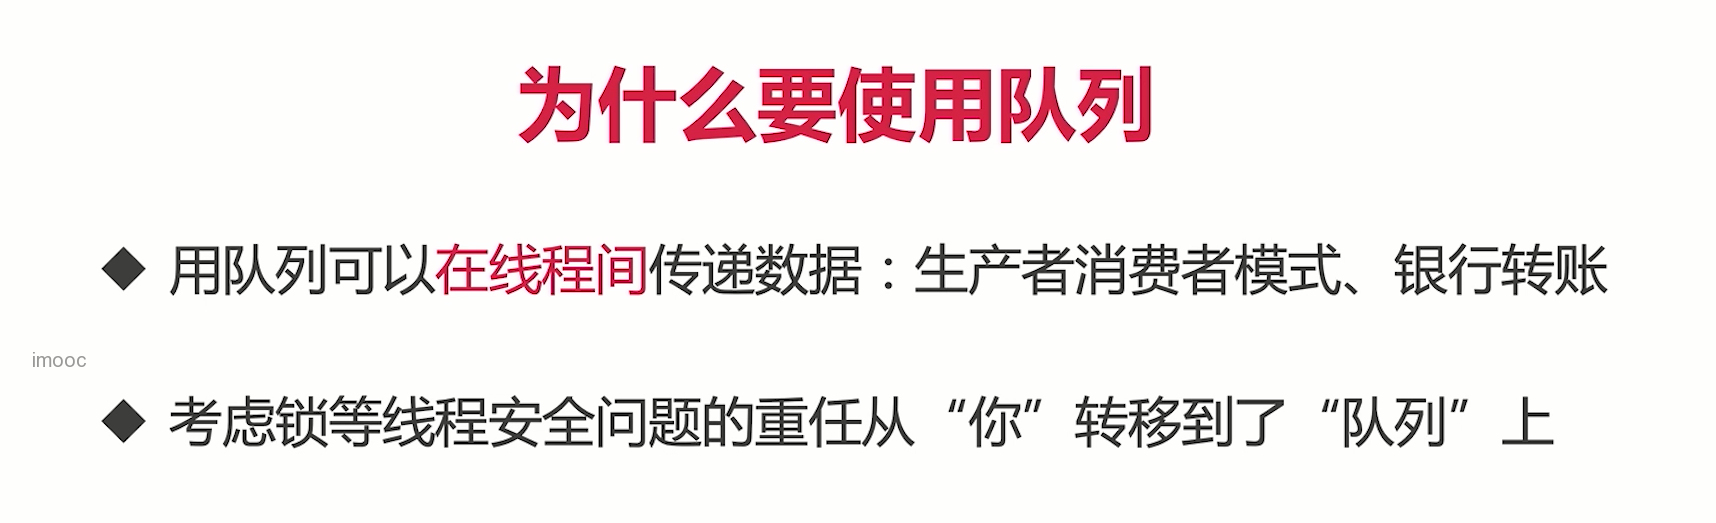 为什么要使用队列
◆ 用队列可以在线程间传递数据：生产者消费者模式、银行转账
imooc
◆ 考虑锁等线程安全问题的重任从“你”转移到了“队列”上